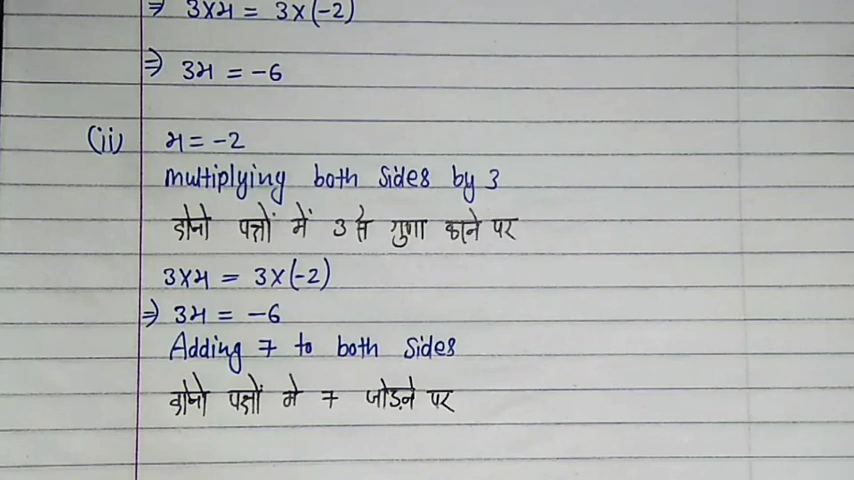 ⇒ 3×x = 3×(-2)
⇒ 3x = -6
(ii) x = -2
multiplying both sides by 3
दोनो पक्षों में 3 से गुणा करने पर
3×x = 3×(-2)
⇒ 3x = -6
Adding 7 to both sides
दोनो पक्षों मे 7 जोड़ने पर